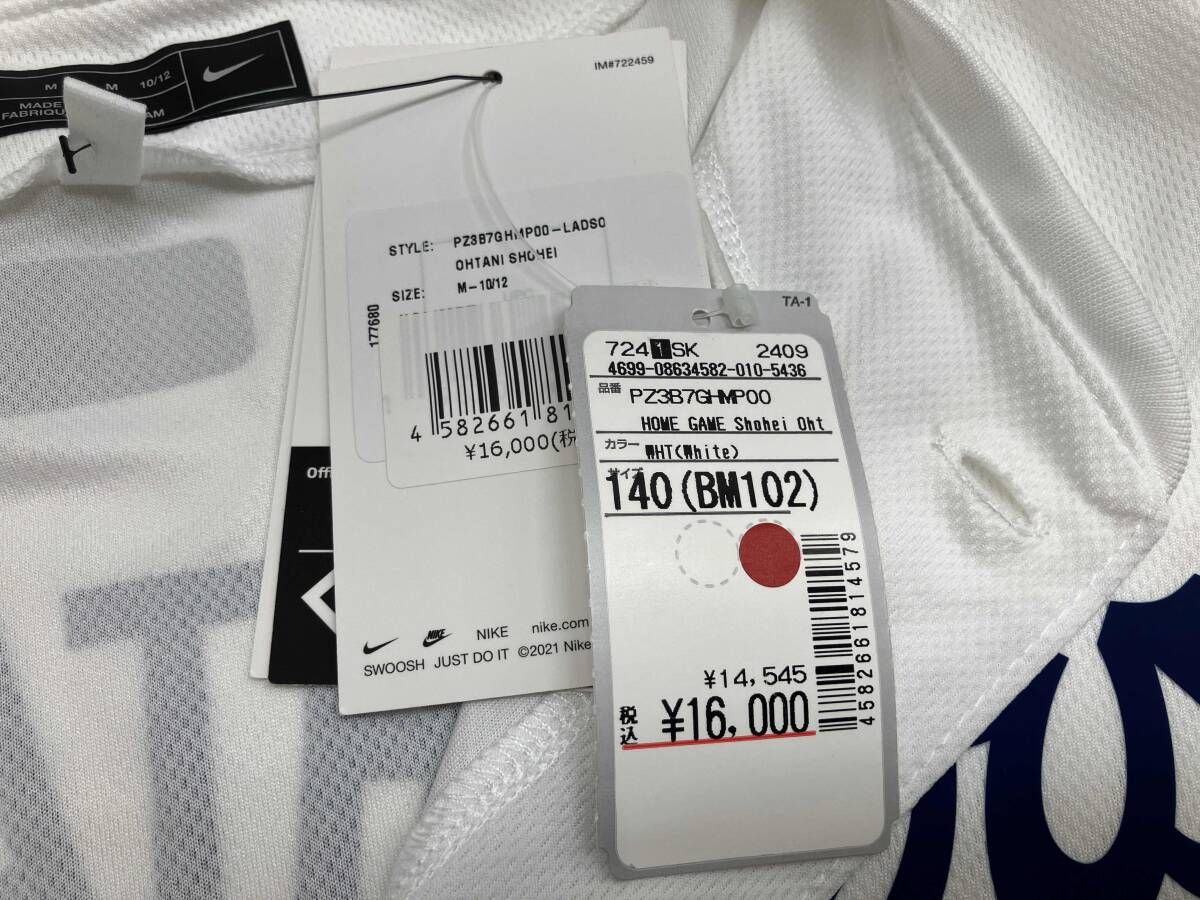 M M 10/12
MADE
FABRIQU AM
IM#722459
STYLE: PZ3B7GHMP00-LADSO
OHTANI SHOHEI
SIZE: M-10/12
177680
4 582661 81
¥16,000(税
Offi
NIKE nike.com
SWOOSH JUST DO IT ©2021 Nike
TA-1
724 1 SK 2409
4699-08634582-010-5436
品番 PZ3B7GHMP00
HOME GAME Shohei Oht
カラー WHT(White)
サイズ
140(BM102)
¥14,545
税込 ¥16,000
4582661814579